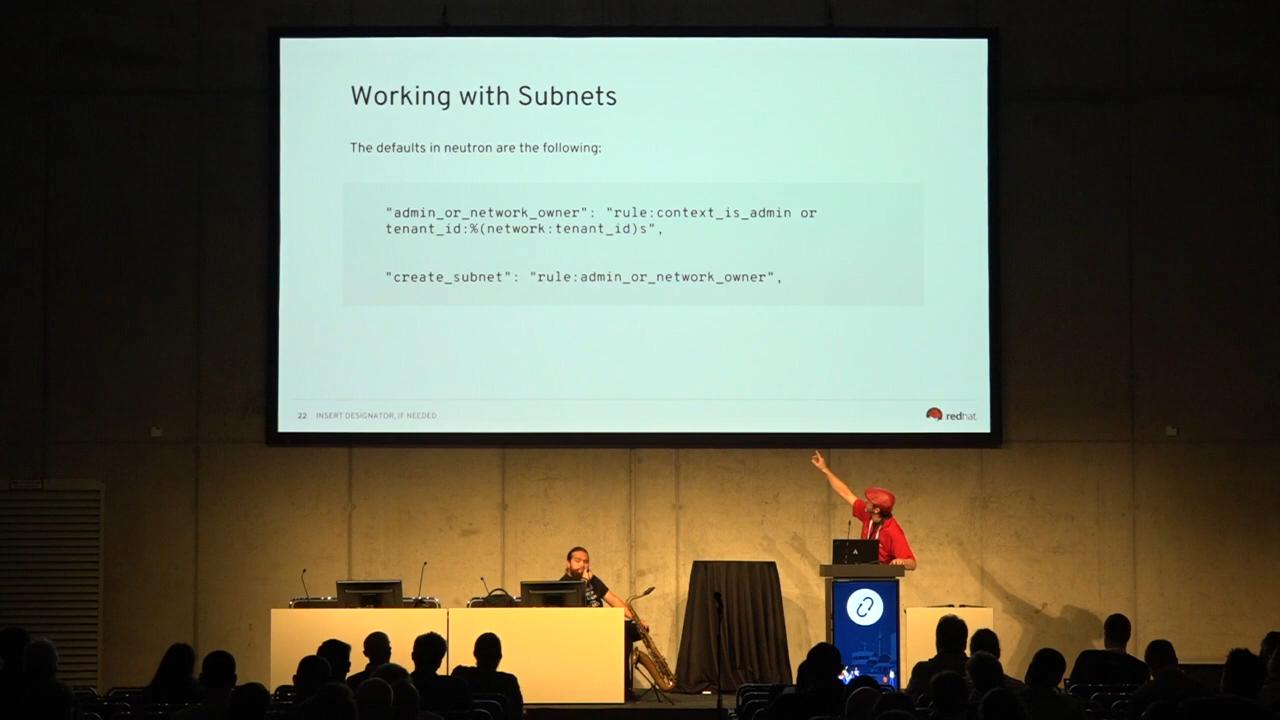 Working with Subnets
The defaults in neutron are the following:
"admin_or_network_owner": "rule:context_is_admin or
tenant_id:%(network:tenant_id)s",
"create_subnet": "rule:admin_or_network_owner",
22 INSERT DESIGNATOR, IF NEEDED
redhat